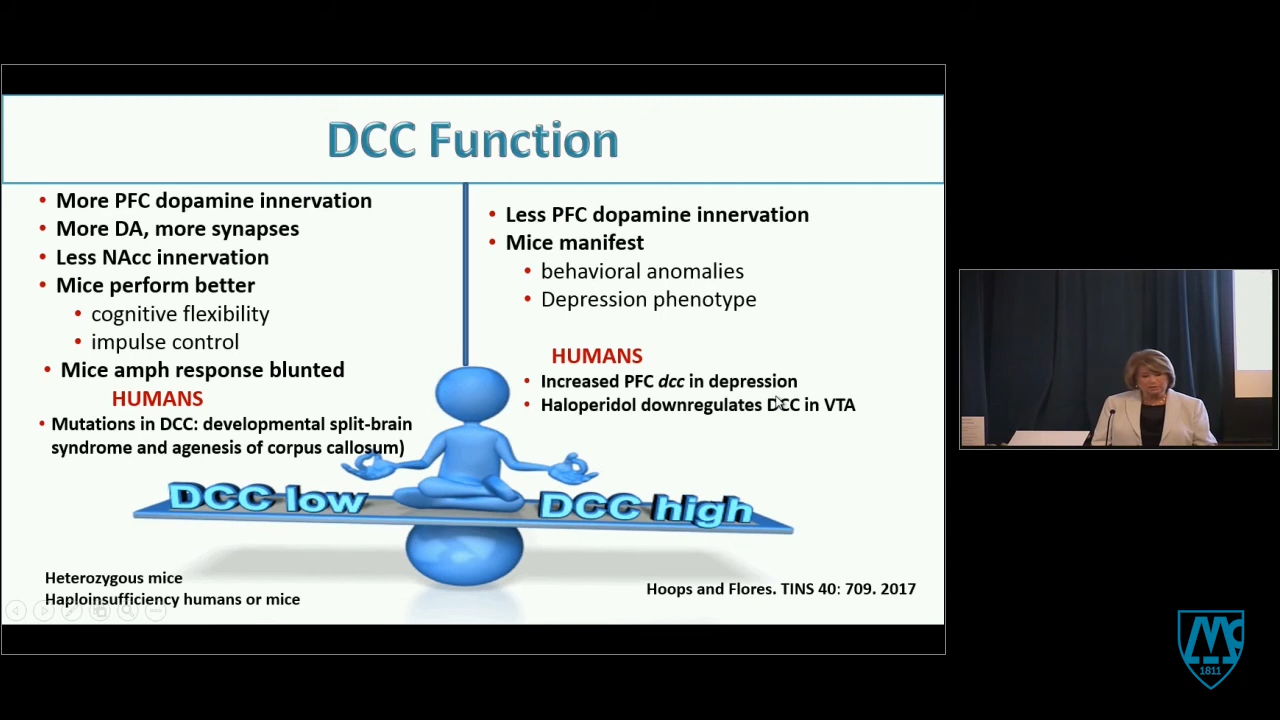 DCC Function
• More PFC dopamine innervation
• More DA, more synapses
• Less NAcc innervation
• Mice perform better
• cognitive flexibility
• impulse control
• Mice amph response blunted
HUMANS
• Mutations in DCC: developmental split-brain
syndrome and agenesis of corpus callosum)
• Less PFC dopamine innervation
• Mice manifest
• behavioral anomalies
• Depression phenotype
HUMANS
• Increased PFC dcc in depression
• Haloperidol downregulates DCC in VTA
DCC low
DCC high
Heterozygous mice
Haploinsufficiency humans or mice
Hoops and Flores. TINS 40: 709. 2017
Mc
1811